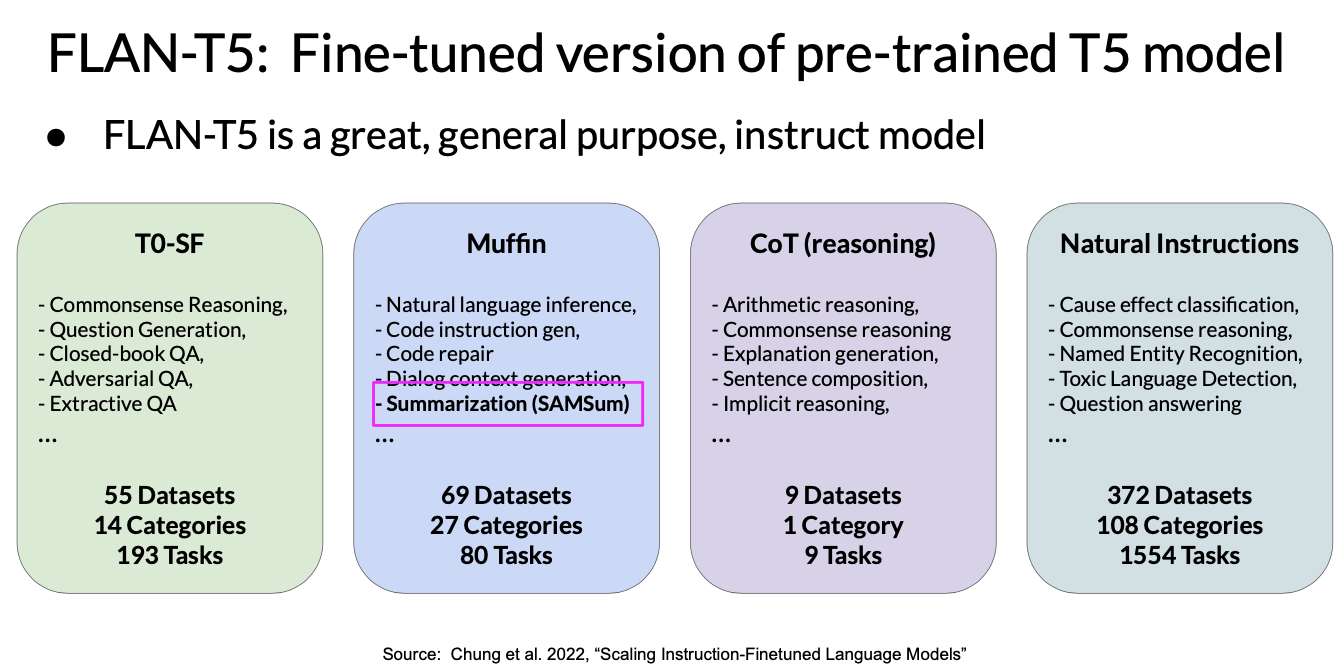 FLAN-T5: Fine-tuned version of pre-trained T5 model
● FLAN-T5 is a great, general purpose, instruct model
T0-SF
- Commonsense Reasoning,
- Question Generation,
- Closed-book QA,
- Adversarial QA,
- Extractive QA
...
55 Datasets
14 Categories
193 Tasks
Muffin
- Natural language inference,
- Code instruction gen,
- Code repair
- Dialog context generation,
- Summarization (SAMSum)
...
69 Datasets
27 Categories
80 Tasks
CoT (reasoning)
- Arithmetic reasoning,
- Commonsense reasoning
- Explanation generation,
- Sentence composition,
- Implicit reasoning,
...
9 Datasets
1 Category
9 Tasks
Natural Instructions
- Cause effect classification,
- Commonsense reasoning,
- Named Entity Recognition,
- Toxic Language Detection,
- Question answering
...
372 Datasets
108 Categories
1554 Tasks
Source: Chung et al. 2022, “Scaling Instruction-Finetuned Language Models”